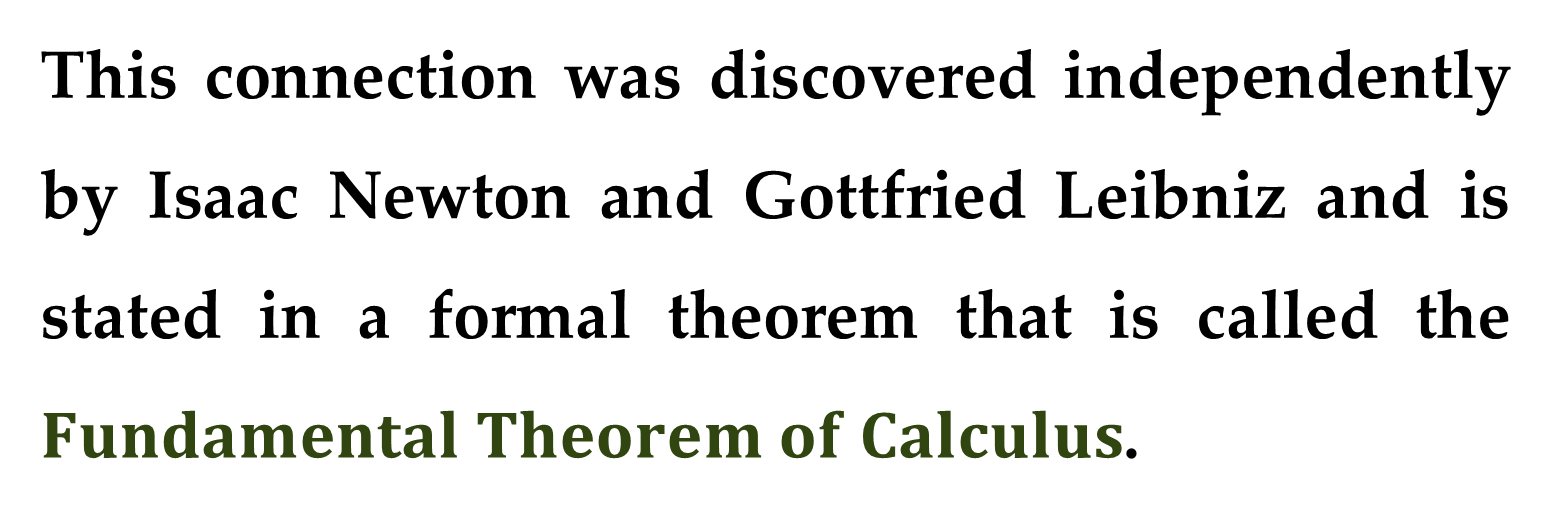 This connection was discovered independently
by Isaac Newton and Gottfried Leibniz and is
stated in a formal theorem that is called the
Fundamental Theorem of Calculus.